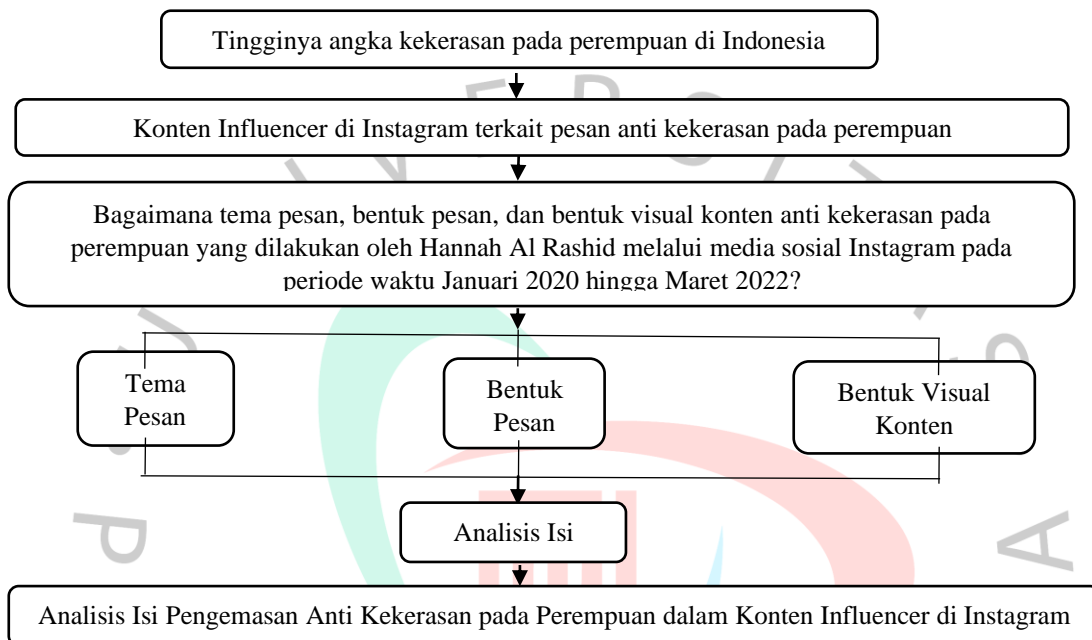 Tingginya angka kekerasan pada perempuan di Indonesia
Konten Influencer di Instagram terkait pesan anti kekerasan pada perempuan
Bagaimana tema pesan, bentuk pesan, dan bentuk visual konten anti kekerasan pada
perempuan yang dilakukan oleh Hannah Al Rashid melalui media sosial Instagram pada
periode waktu Januari 2020 hingga Maret 2022?
Tema
Pesan
Bentuk
Pesan
Bentuk Visual
Konten
Analisis Isi
Analisis Isi Pengemasan Anti Kekerasan pada Perempuan dalam Konten Influencer di Instagram